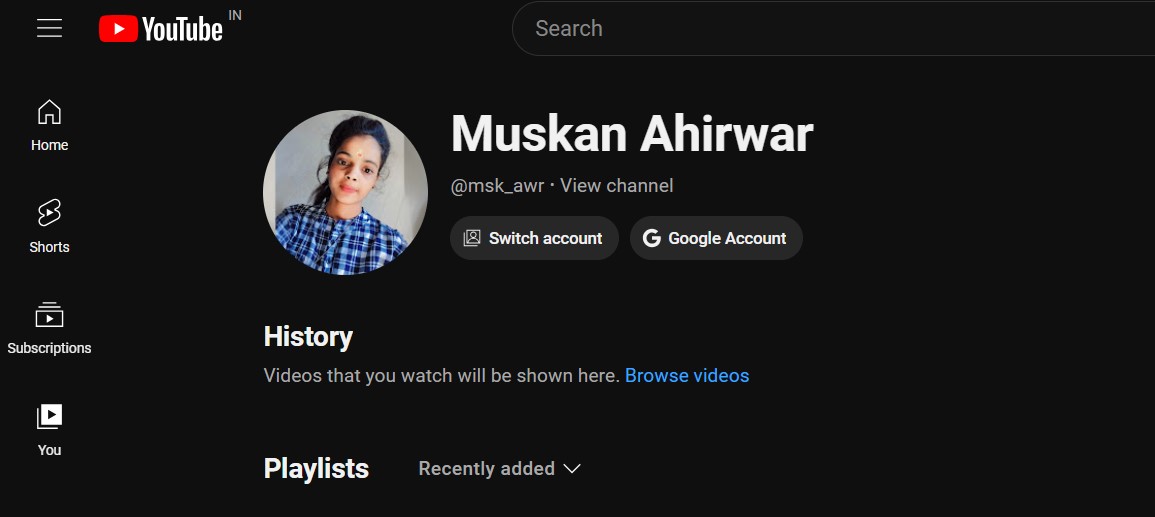 YouTube IN
Search
Home
Shorts
Subscriptions
You
Muskan Ahirwar
@msk_awr · View channel
Switch account
Google Account
History
Videos that you watch will be shown here. Browse videos
Playlists
Recently added